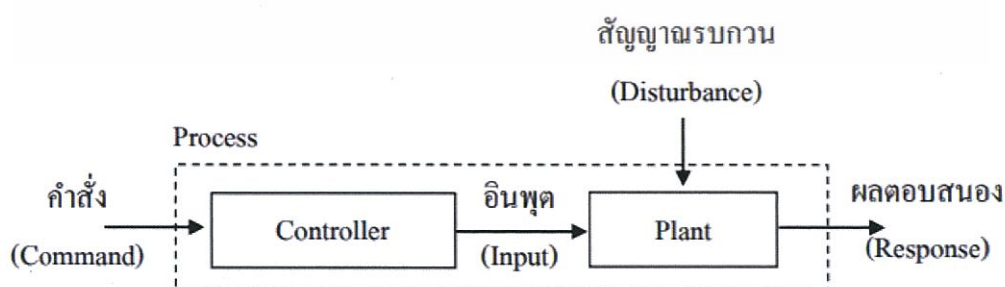 สัญญาณรบกวน
(Disturbance)
Process
คำสั่ง
(Command)
Controller
อินพุต
(Input)
Plant
ผลตอบสนอง
(Response)